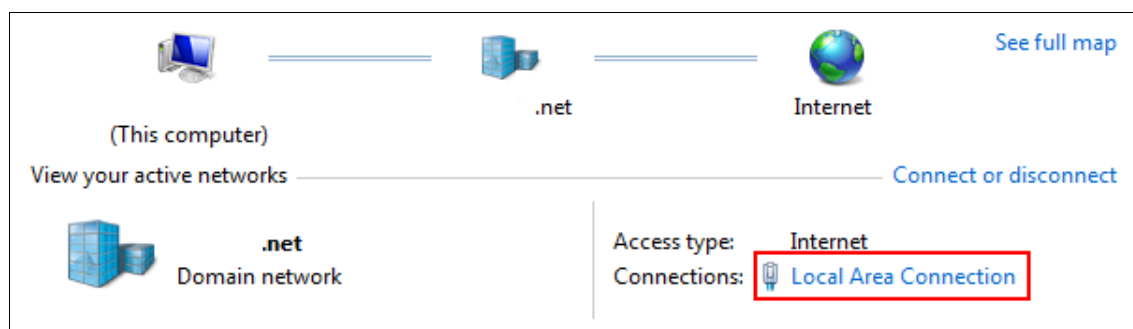 See full map
.net
Internet
(This computer)
View your active networks
Connect or disconnect
.net
Domain network
Access type: Internet
Connections: Local Area Connection